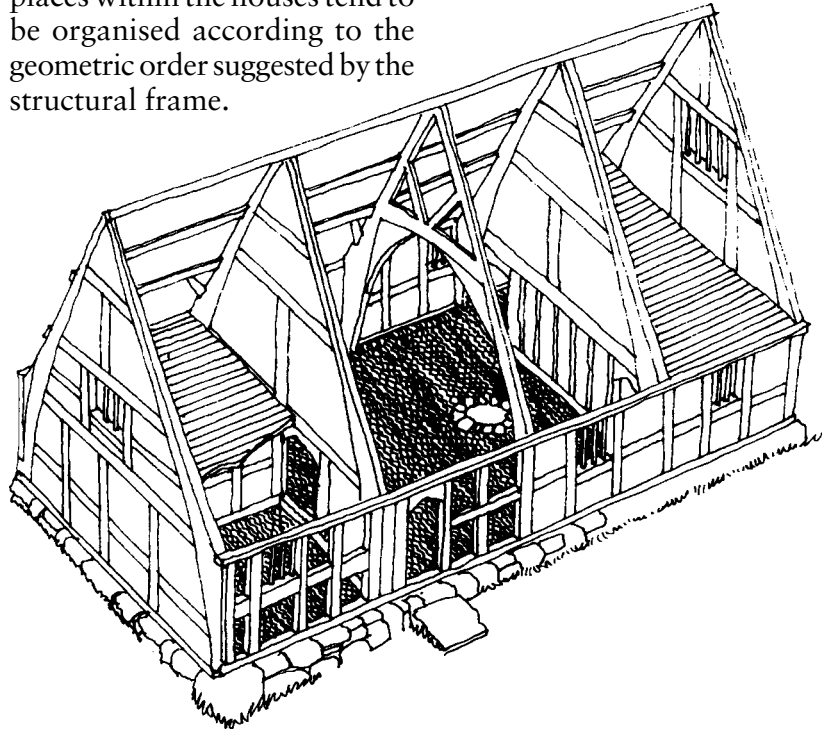 places within the houses tend to
be organised according to the
geometric order suggested by the
structural frame.